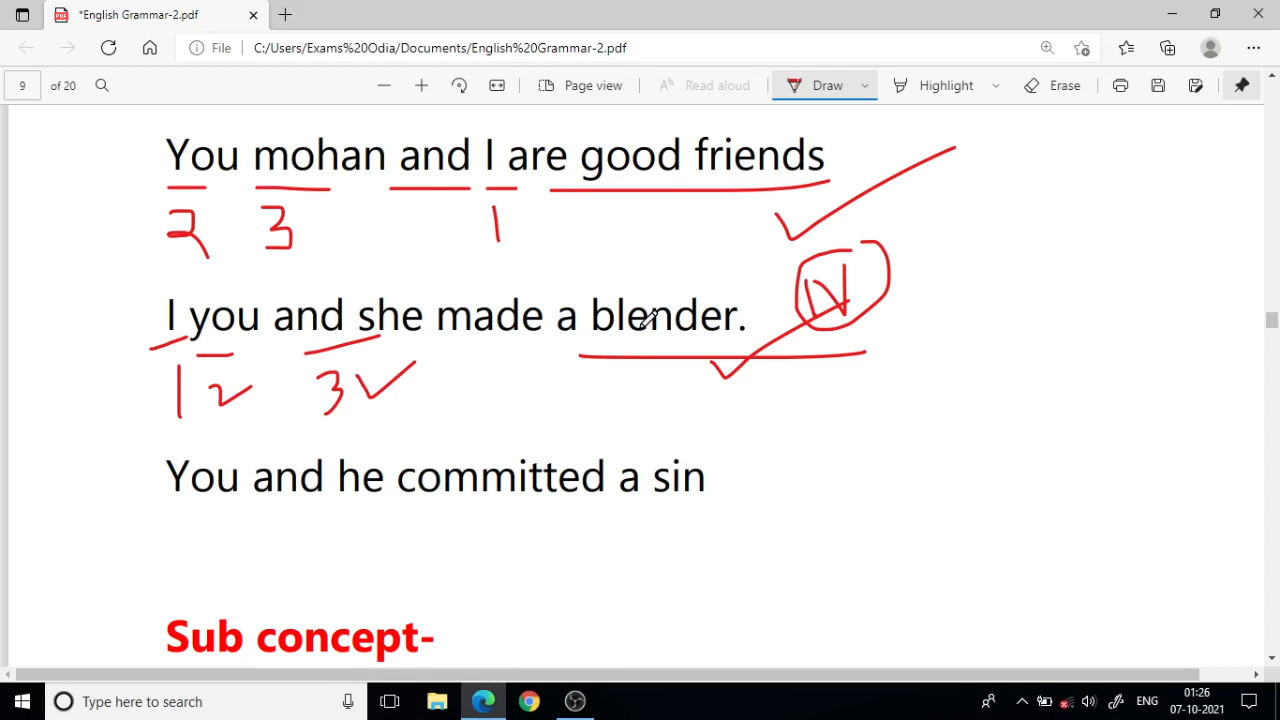 *English Grammar-2.pdf
File C:/Users/Exams%20Odia/Documents/English%20Grammar-2.pdf
9 of 20 Page view Read aloud Draw Highlight Erase
You mohan and I are good friends
2 3 1
N
I you and she made a blender.
1 2 3
You and he committed a sin
Sub concept-
Type here to search ENG 01:26
07-10-2021